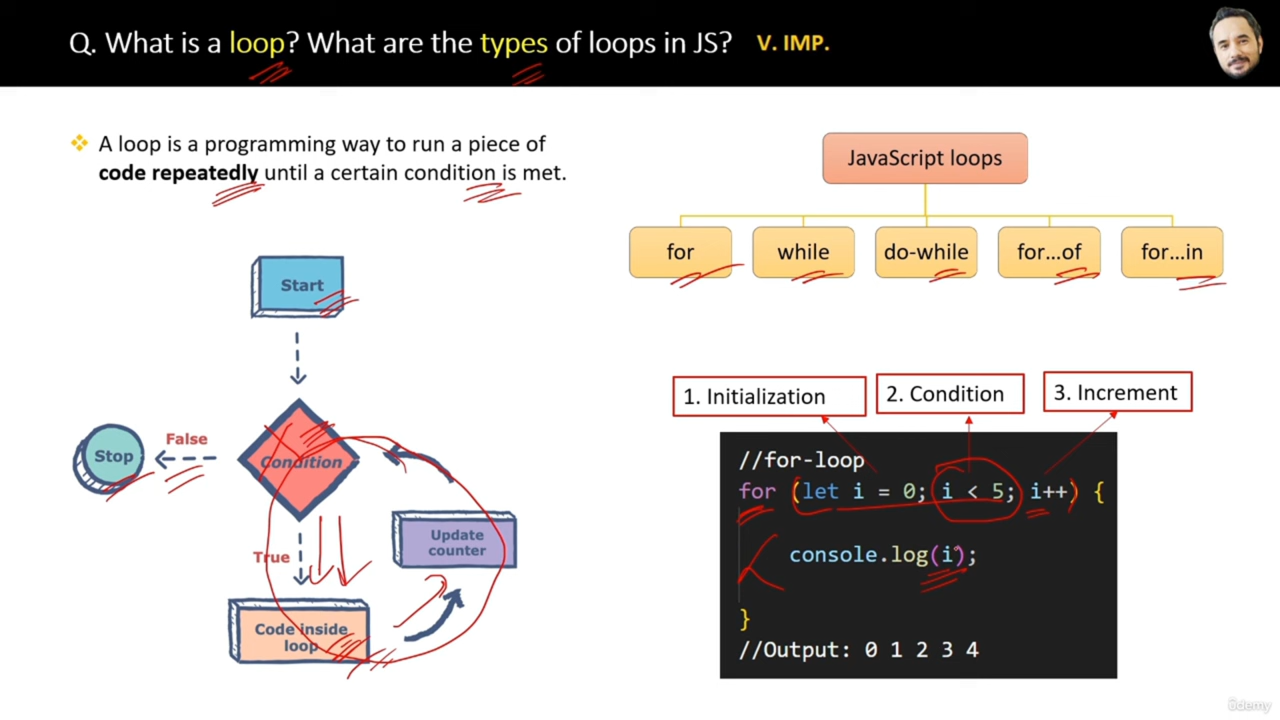 Q. What is a loop? What are the types of loops in JS? V. IMP.
A loop is a programming way to run a piece of
code repeatedly until a certain condition is met.
Start
Condition
False
Stop
True
Code inside
loop
Update
counter
JavaScript loops
for
while
do-while
for...of
for...in
1. Initialization
2. Condition
3. Increment
//for-loop
for (let i = 0; i < 5; i++) {
console.log(i);
}
//Output: 0 1 2 3 4
ûdemy